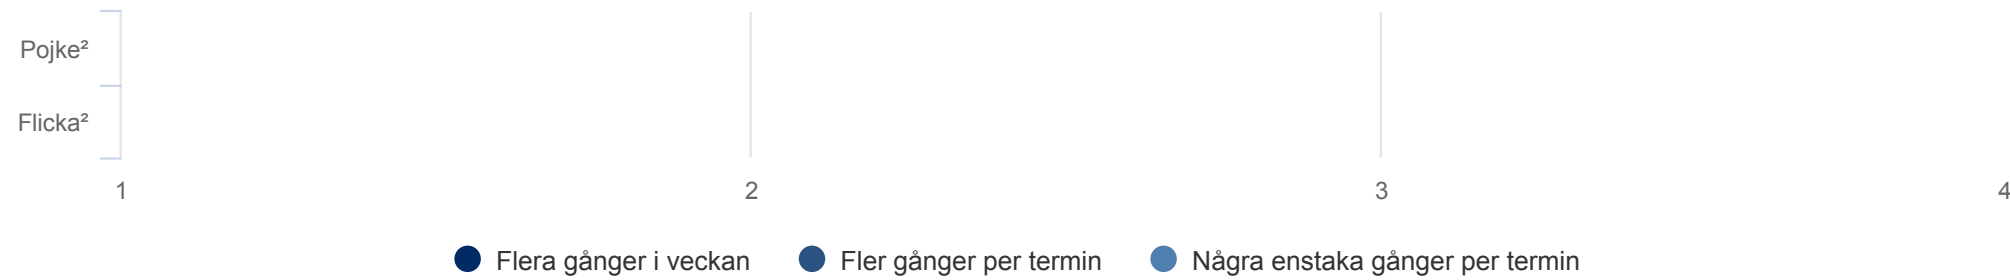 Pojke²
Flicka²
1 2 3 4
Flera gånger i veckan Fler gånger per termin Några enstaka gånger per termin